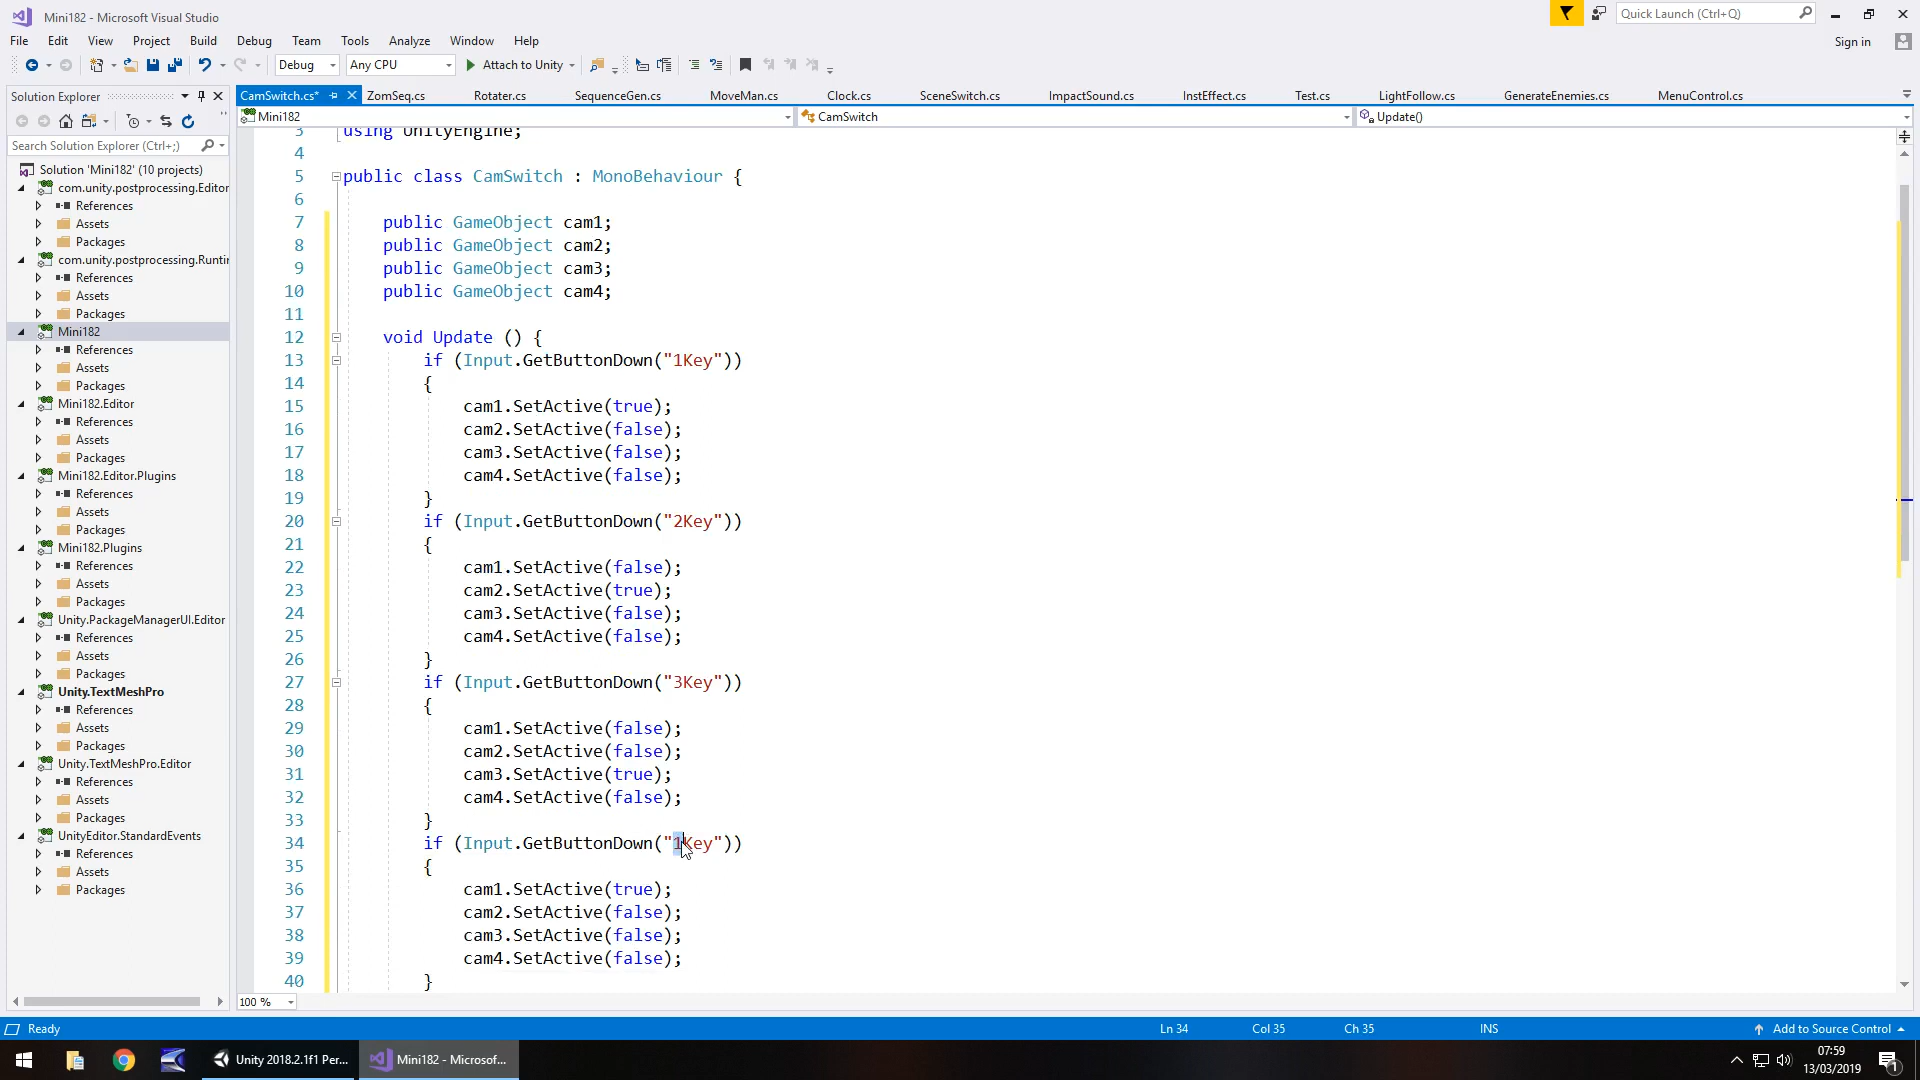 Mini182 - Microsoft Visual Studio
Quick Launch (Ctrl+Q)
File Edit View Project Build Debug Team Tools Analyze Window Help
Sign in
Debug Any CPU Attach to Unity
Solution Explorer
CamSwitch.cs* ZomSeq.cs Rotater.cs SequenceGen.cs MoveMan.cs Clock.cs SceneSwitch.cs ImpactSound.cs InstEffect.cs Test.cs LightFollow.cs GenerateEnemies.cs MenuControl.cs
Mini182 CamSwitch Update()
Search Solution Explorer (Ctrl+;)
Solution 'Mini182' (10 projects)
com.unity.postprocessing.Editor
References
Assets
Packages
com.unity.postprocessing.Runtir
References
Assets
Packages
Mini182
References
Assets
Packages
Mini182.Editor
References
Assets
Packages
Mini182.Editor.Plugins
References
Assets
Packages
Mini182.Plugins
References
Assets
Packages
Unity.PackageManagerUI.Editor
References
Assets
Packages
Unity.TextMeshPro
References
Assets
Packages
Unity.TextMeshPro.Editor
References
Assets
Packages
UnityEditor.StandardEvents
References
Assets
Packages
3 using UnityEngine;
4
5 public class CamSwitch : MonoBehaviour {
6
7 public GameObject cam1;
8 public GameObject cam2;
9 public GameObject cam3;
10 public GameObject cam4;
11
12 void Update () {
13 if (Input.GetButtonDown("1Key"))
14 {
15 cam1.SetActive(true);
16 cam2.SetActive(false);
17 cam3.SetActive(false);
18 cam4.SetActive(false);
19 }
20 if (Input.GetButtonDown("2Key"))
21 {
22 cam1.SetActive(false);
23 cam2.SetActive(true);
24 cam3.SetActive(false);
25 cam4.SetActive(false);
26 }
27 if (Input.GetButtonDown("3Key"))
28 {
29 cam1.SetActive(false);
30 cam2.SetActive(false);
31 cam3.SetActive(true);
32 cam4.SetActive(false);
33 }
34 if (Input.GetButtonDown("1Key"))
35 {
36 cam1.SetActive(true);
37 cam2.SetActive(false);
38 cam3.SetActive(false);
39 cam4.SetActive(false);
40 }
100 %
Ready Ln 34 Col 35 Ch 35 INS Add to Source Control
Unity 2018.2.1f1 Per... Mini182 - Microsof...
07:59
13/03/2019
1